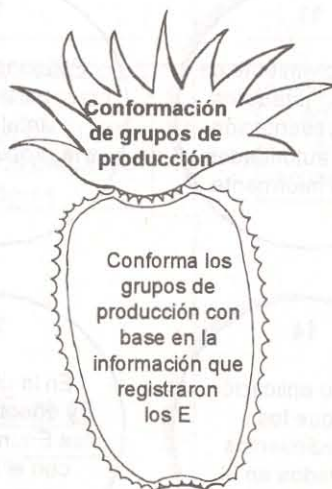 Conformación
de grupos de
producción
Conforma los
grupos de
producción con
base en la
información que
registraron
los E